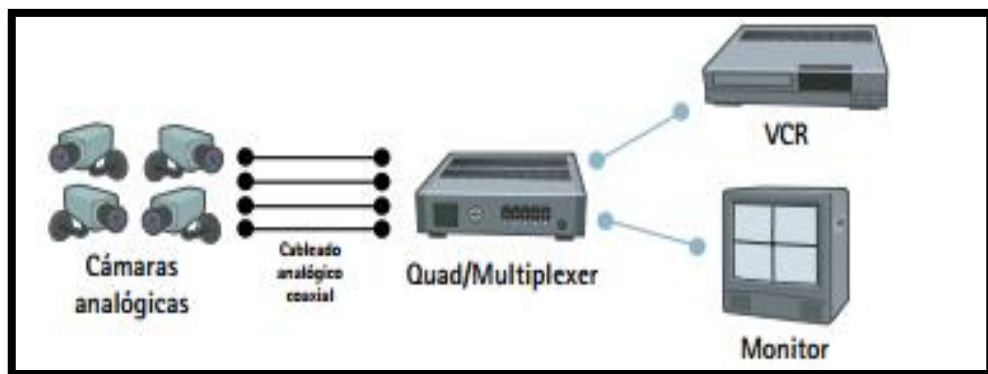 VCR
Cámaras
analógicas
Cableado
analógico
coaxial
Quad/Multiplexer
Monitor